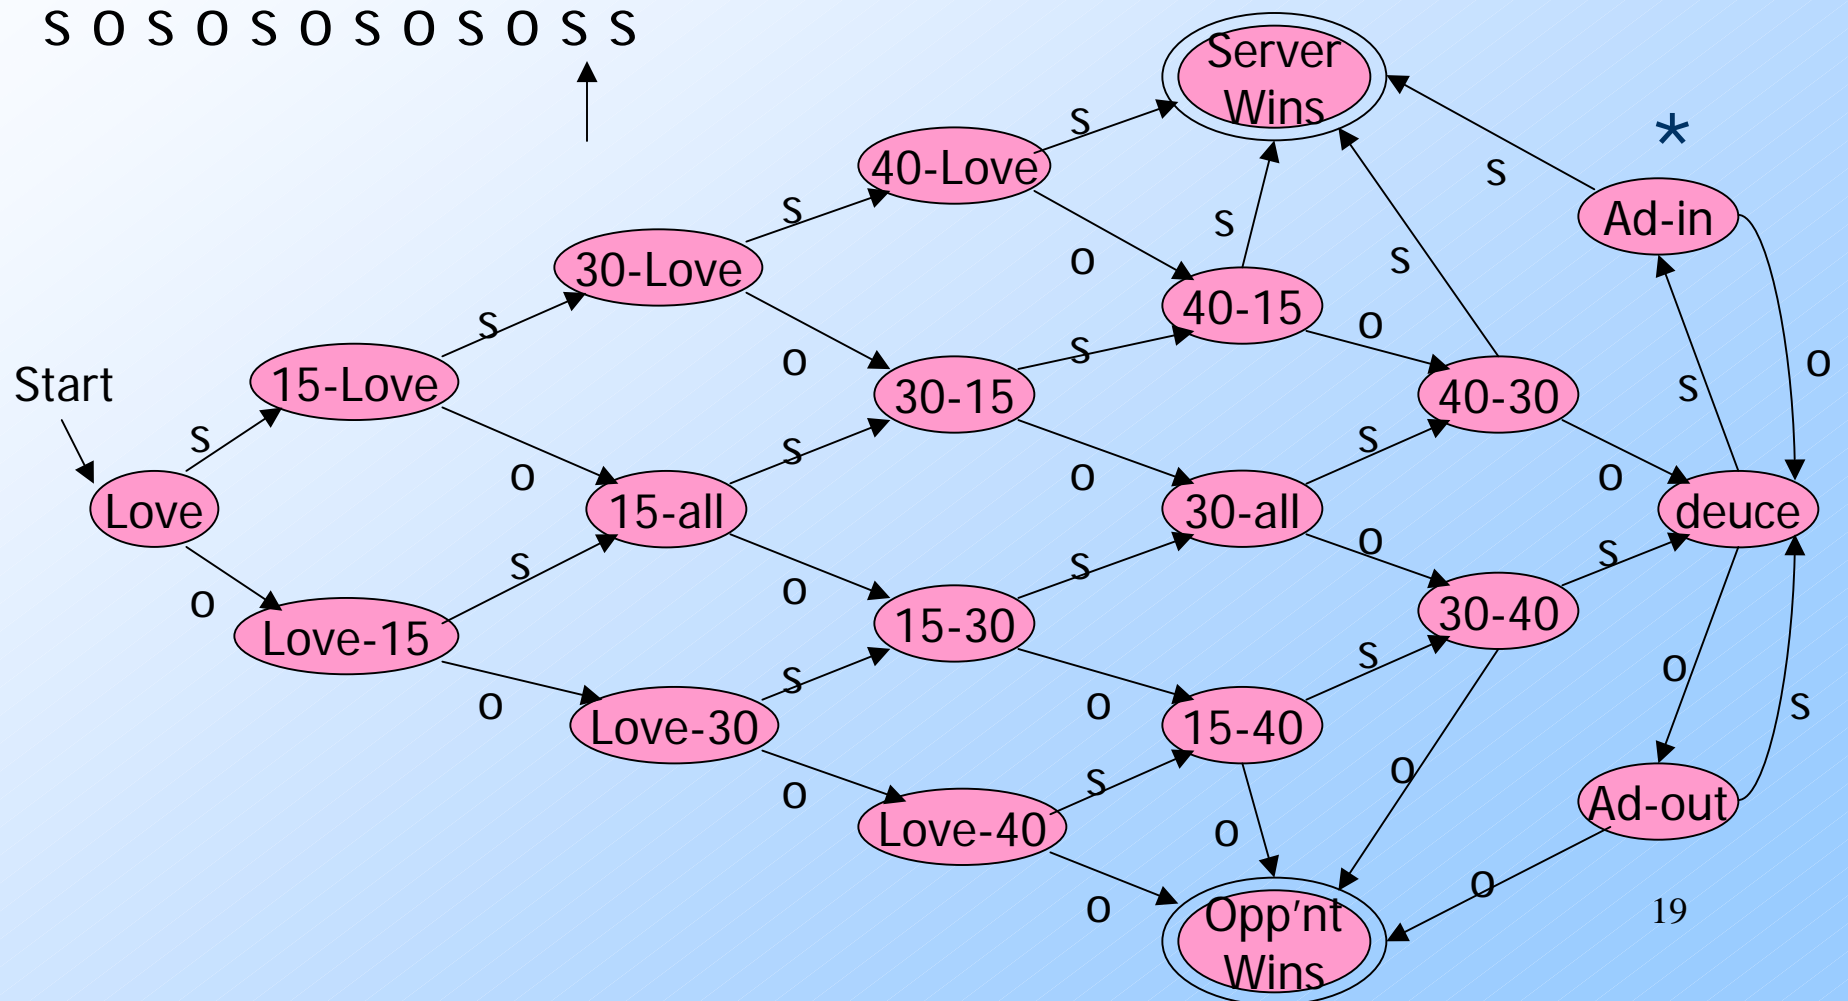 s o s o s o s o s o s s
Server
Wins
s
*
40-Love
s
s
s
Ad-in
30-Love
o
s
40-15
s
o
s
o
s
o
Start
15-Love
30-15
40-30
s
s
s
s
o
o
o
Love
15-all
30-all
deuce
s
s
o
s
o
o
Love-15
15-30
30-40
s
s
o
o
o
s
Love-30
15-40
s
o
o
Love-40
Ad-out
o
o
o
Opp'nt
Wins
19